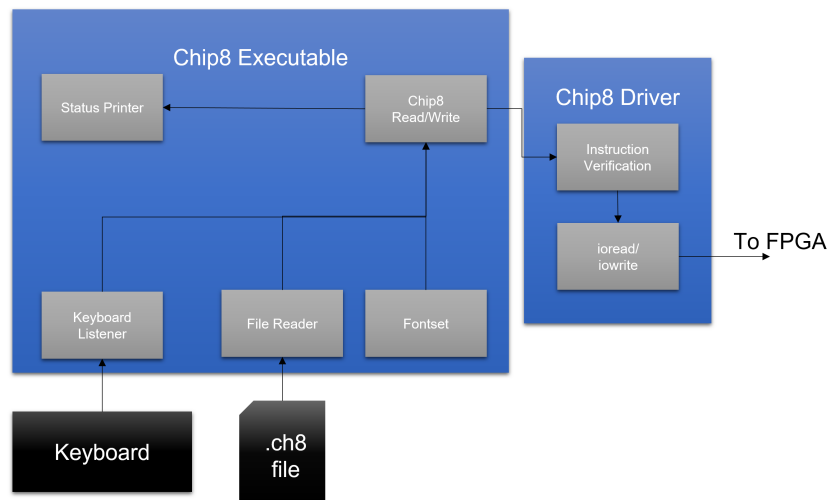 Chip8 Executable
Status Printer
Chip8
Read/Write
Chip8 Driver
Instruction
Verification
ioread/
iowrite
To FPGA
Keyboard
Listener
File Reader
Fontset
Keyboard
.ch8
file